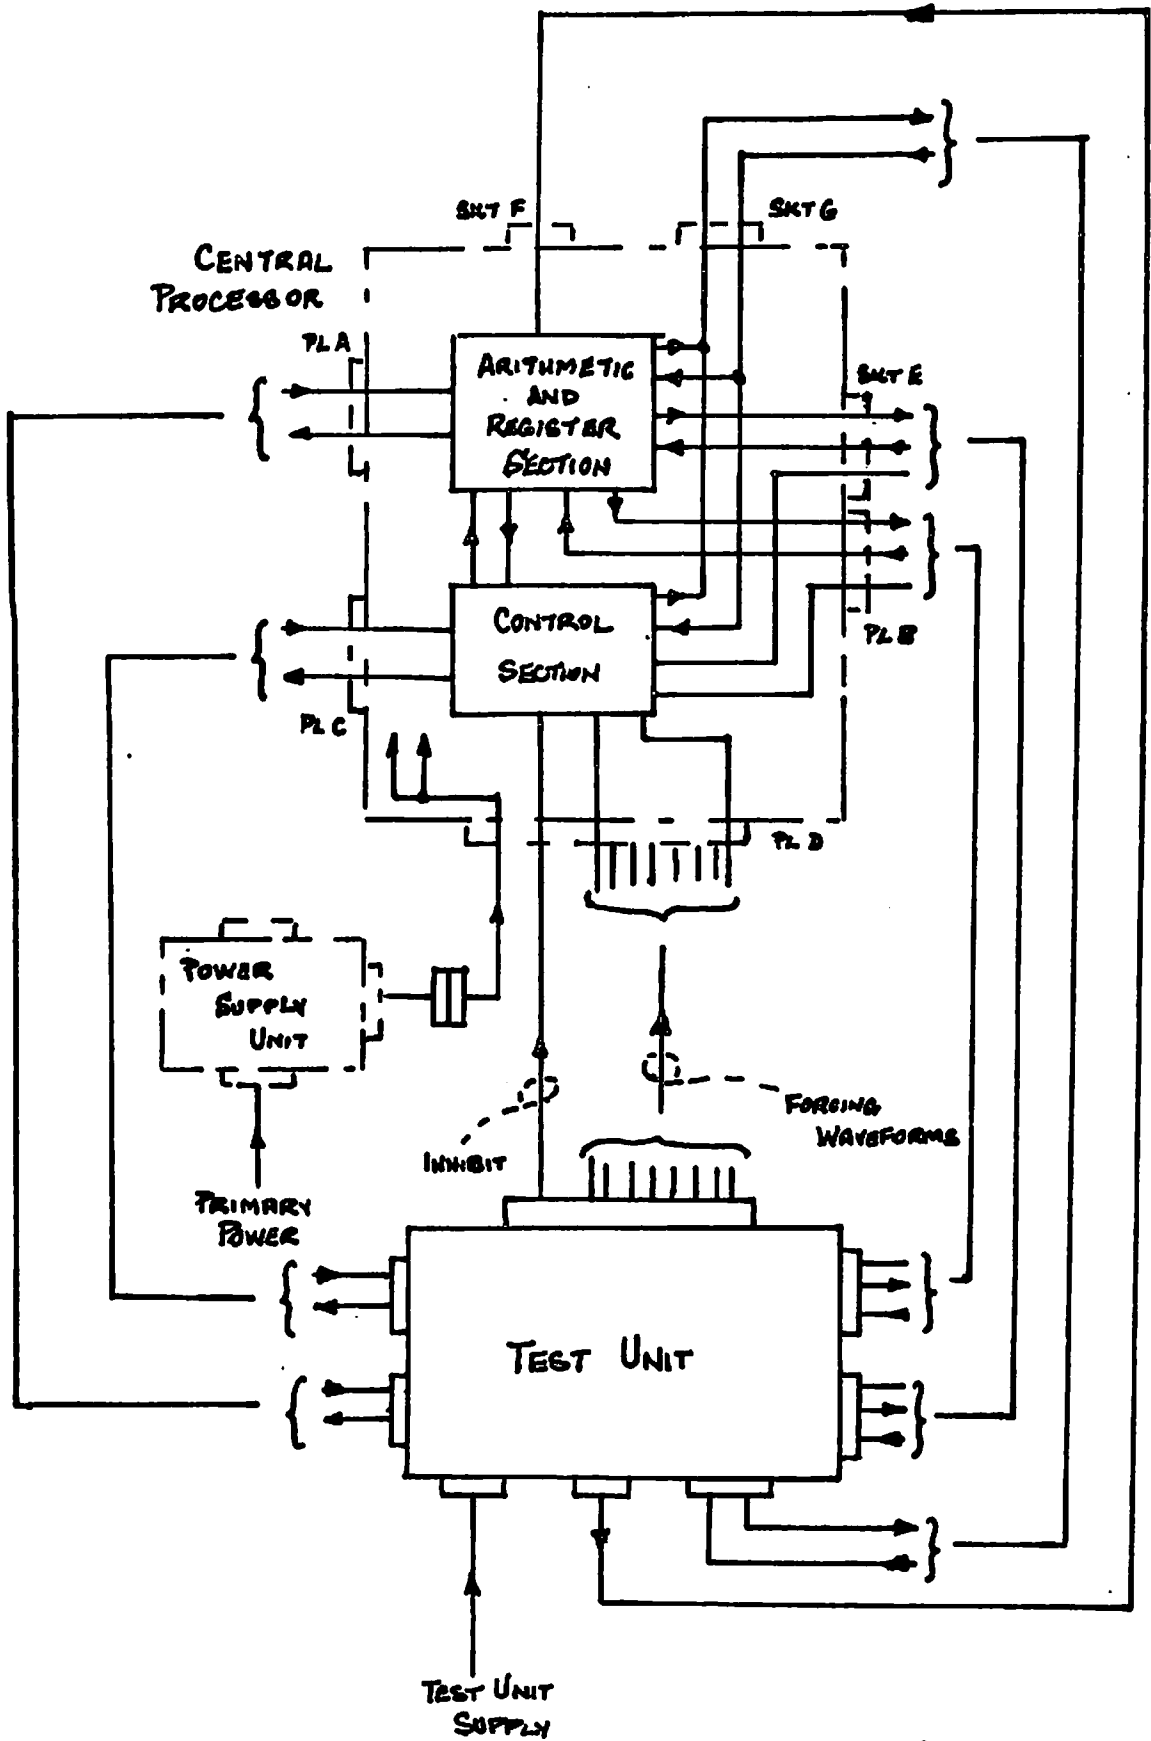 SKT F
SKT G
CENTRAL
PROCESSOR
PL A
ARITHMETIC
AND
REGISTER
SECTION
SKT E
CONTROL
SECTION
PL B
PL C
PL D
POWER
SUPPLY
UNIT
FORCING
WAVEFORMS
INHIBIT
PRIMARY
POWER
TEST UNIT
TEST UNIT
SUPPLY